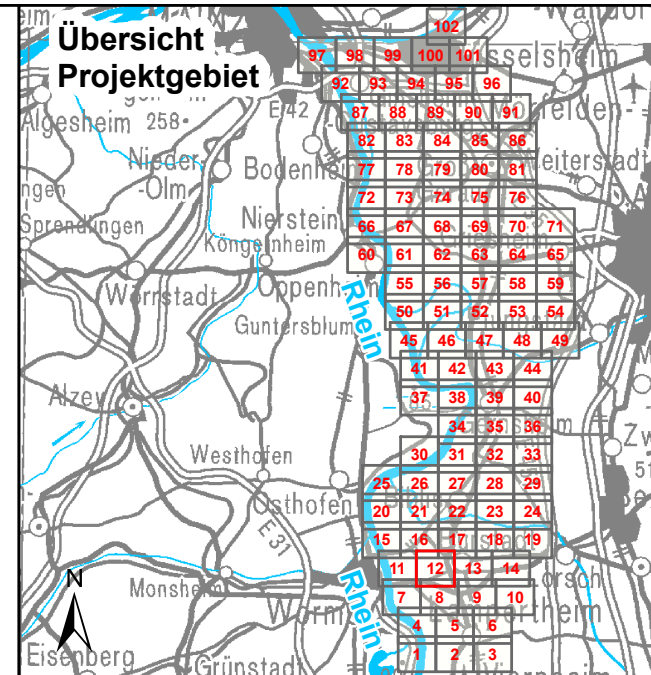 Übersicht
Projektgebiet
102
97 98 99 100 101
sselsheim
92 93 94 95 96
E 42
87 88 89 90 91
Algesheim 258
82 83 84 85 86
Nieder-
-Olm
Bodenheim
77 78 79 80 81
eiterstadt
72 73 74 75 76
Sprendlingen
Nierstein
66 67 68 69 70 71
Köngernheim
60 61 62 63 64 65
Wörrstadt
Oppenheim
55 56 57 58 59
Rhein
50 51 52 53 54
Guntersblum
45 46 47 48 49
41 42 43 44
Alzey
37 38 39 40
34 35 36
Westhofen
30 31 32 33
25 26 27 28 29
Osthofen
20 21 22 23 24
E 31
15 16 17 18 19
N
Monsheim
11 12 13 14
Lorsch
Rhein
7 8 9 10
Worms
4 5 6
Eisenberg
Grünstadt
1 2 3